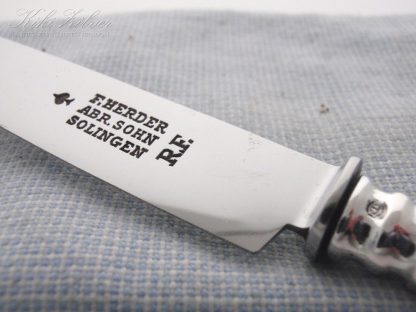 F. HERDER
ABR. SOHN
SOLINGEN
R.F.